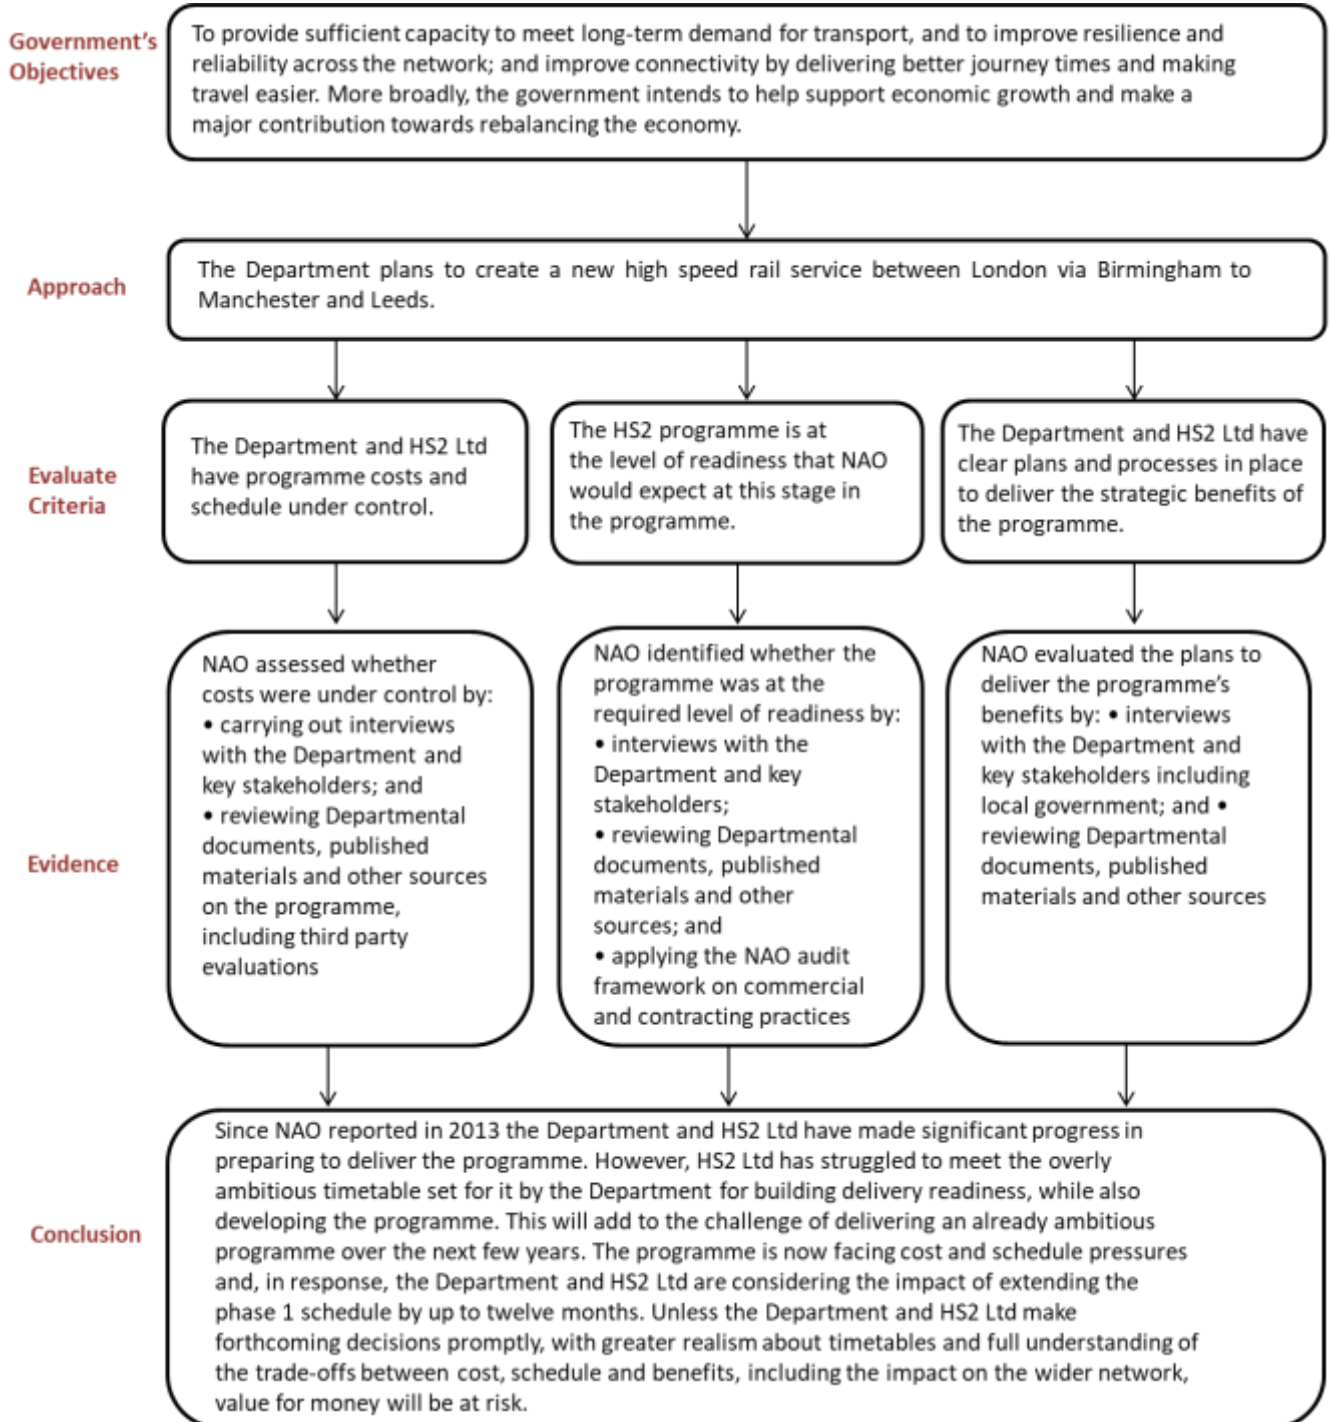 Government's
Objectives
To provide sufficient capacity to meet long-term demand for transport, and to improve resilience and
reliability across the network; and improve connectivity by delivering better journey times and making
travel easier. More broadly, the government intends to help support economic growth and make a
major contribution towards rebalancing the economy.
Approach
The Department plans to create a new high speed rail service between London via Birmingham to
Manchester and Leeds.
Evaluate
Criteria
The Department and HS2 Ltd
have programme costs and
schedule under control.
The HS2 programme is at
the level of readiness that NAO
would expect at this stage in
the programme.
The Department and HS2 Ltd have
clear plans and processes in place
to deliver the strategic benefits of
the programme.
Evidence
NAO assessed whether
costs were under control by:
• carrying out interviews
with the Department and
key stakeholders; and
• reviewing Departmental
documents, published
materials and other sources
on the programme,
including third party
evaluations
NAO identified whether the
programme was at the
required level of readiness by:
• interviews with the
Department and key
stakeholders;
• reviewing Departmental
documents, published
materials and other
sources; and
• applying the NAO audit
framework on commercial
and contracting practices
NAO evaluated the plans to
deliver the programme's
benefits by: • interviews
with the Department and
key stakeholders including
local government; and •
reviewing Departmental
documents, published
materials and other sources
Conclusion
Since NAO reported in 2013 the Department and HS2 Ltd have made significant progress in
preparing to deliver the programme. However, HS2 Ltd has struggled to meet the overly
ambitious timetable set for it by the Department for building delivery readiness, while also
developing the programme. This will add to the challenge of delivering an already ambitious
programme over the next few years. The programme is now facing cost and schedule pressures
and, in response, the Department and HS2 Ltd are considering the impact of extending the
phase 1 schedule by up to twelve months. Unless the Department and HS2 Ltd make
forthcoming decisions promptly, with greater realism about timetables and full understanding of
the trade-offs between cost, schedule and benefits, including the impact on the wider network,
value for money will be at risk.